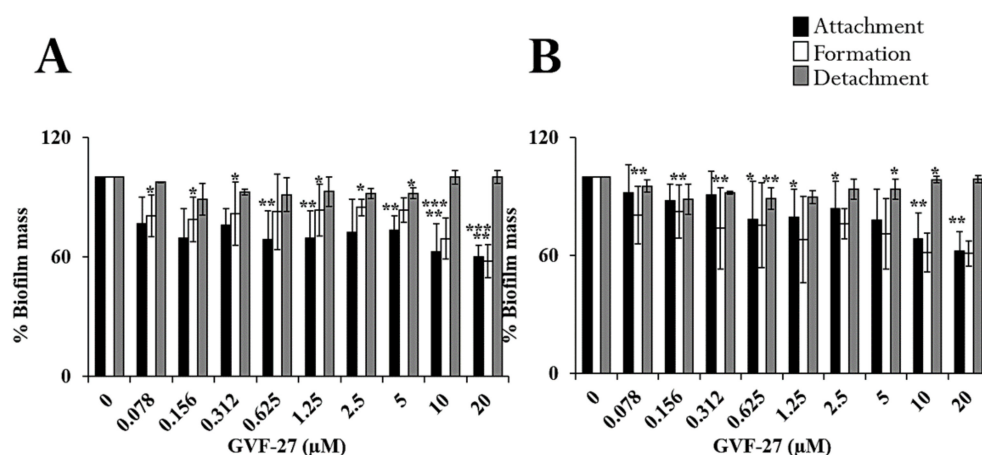 A
B
Attachment
Formation
Detachment
% Biofilm mass
120
60
0
* * * ** ** * * ** *** ** *** **
0 0.078 0.156 0.312 0.625 1.25 2.5 5 10 20
GVF-27 (µM)
% Biofilm mass
120
60
0
** ** ** * ** * * * ** * **
0 0.078 0.156 0.312 0.625 1.25 2.5 5 10 20
GVF-27 (µM)